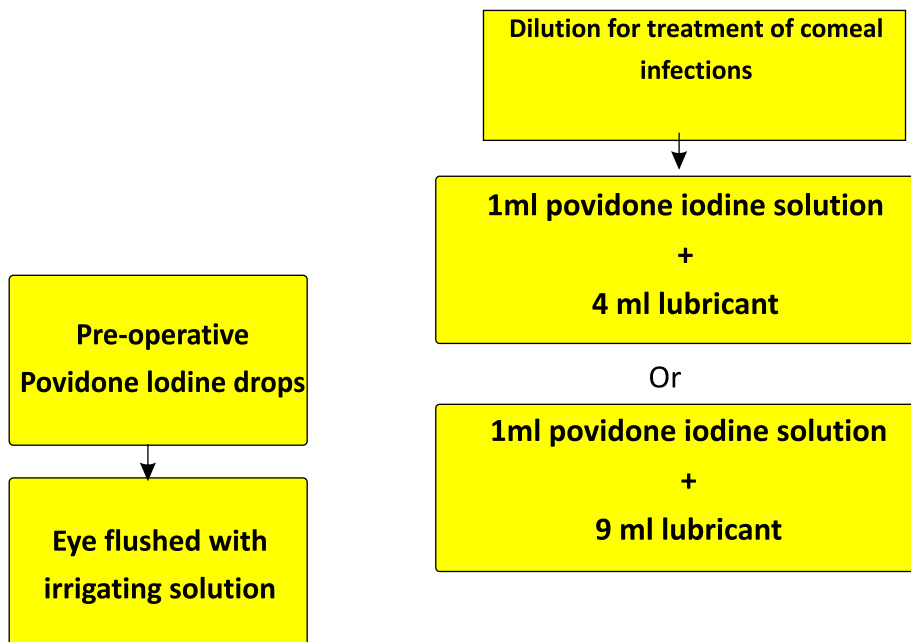 Dilution for treatment of comeal
infections
1ml povidone iodine solution
+
4 ml lubricant
Or
1ml povidone iodine solution
+
9 ml lubricant
Pre-operative
Povidone Iodine drops
Eye flushed with
irrigating solution